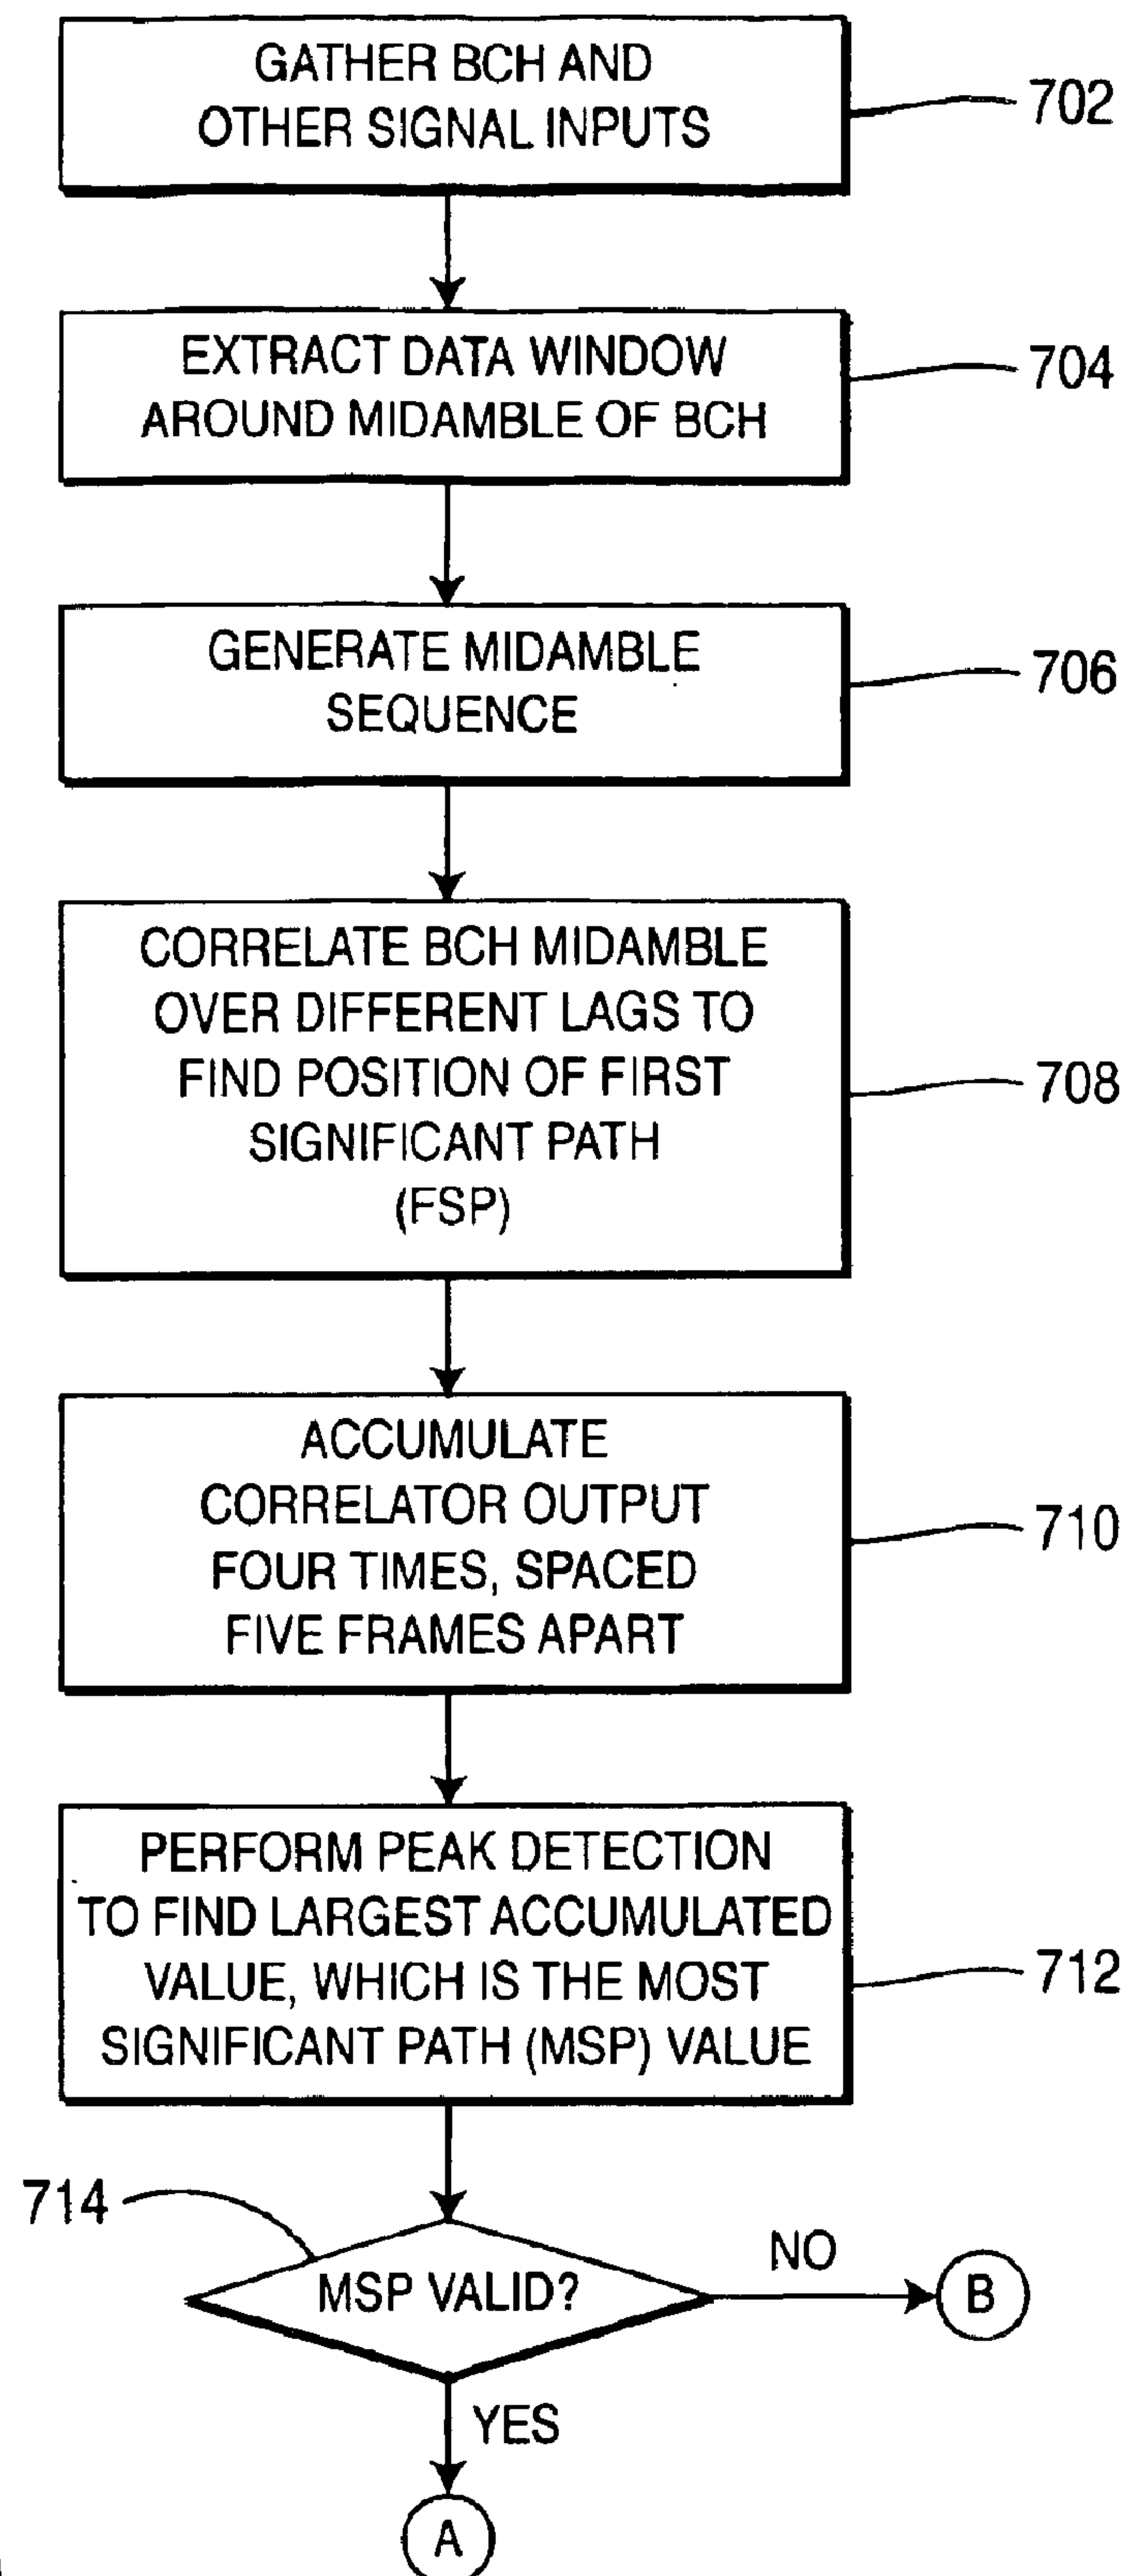 GATHER BCH AND
OTHER SIGNAL INPUTS
702
EXTRACT DATA WINDOW
AROUND MIDAMBLE OF BCH
704
GENERATE MIDAMBLE
SEQUENCE
706
CORRELATE BCH MIDAMBLE
OVER DIFFERENT LAGS TO
FIND POSITION OF FIRST
SIGNIFICANT PATH
(FSP)
708
ACCUMULATE
CORRELATOR OUTPUT
FOUR TIMES, SPACED
FIVE FRAMES APART
710
PERFORM PEAK DETECTION
TO FIND LARGEST ACCUMULATED
VALUE, WHICH IS THE MOST
SIGNIFICANT PATH (MSP) VALUE
712
714
MSP VALID?
NO
B
YES
A